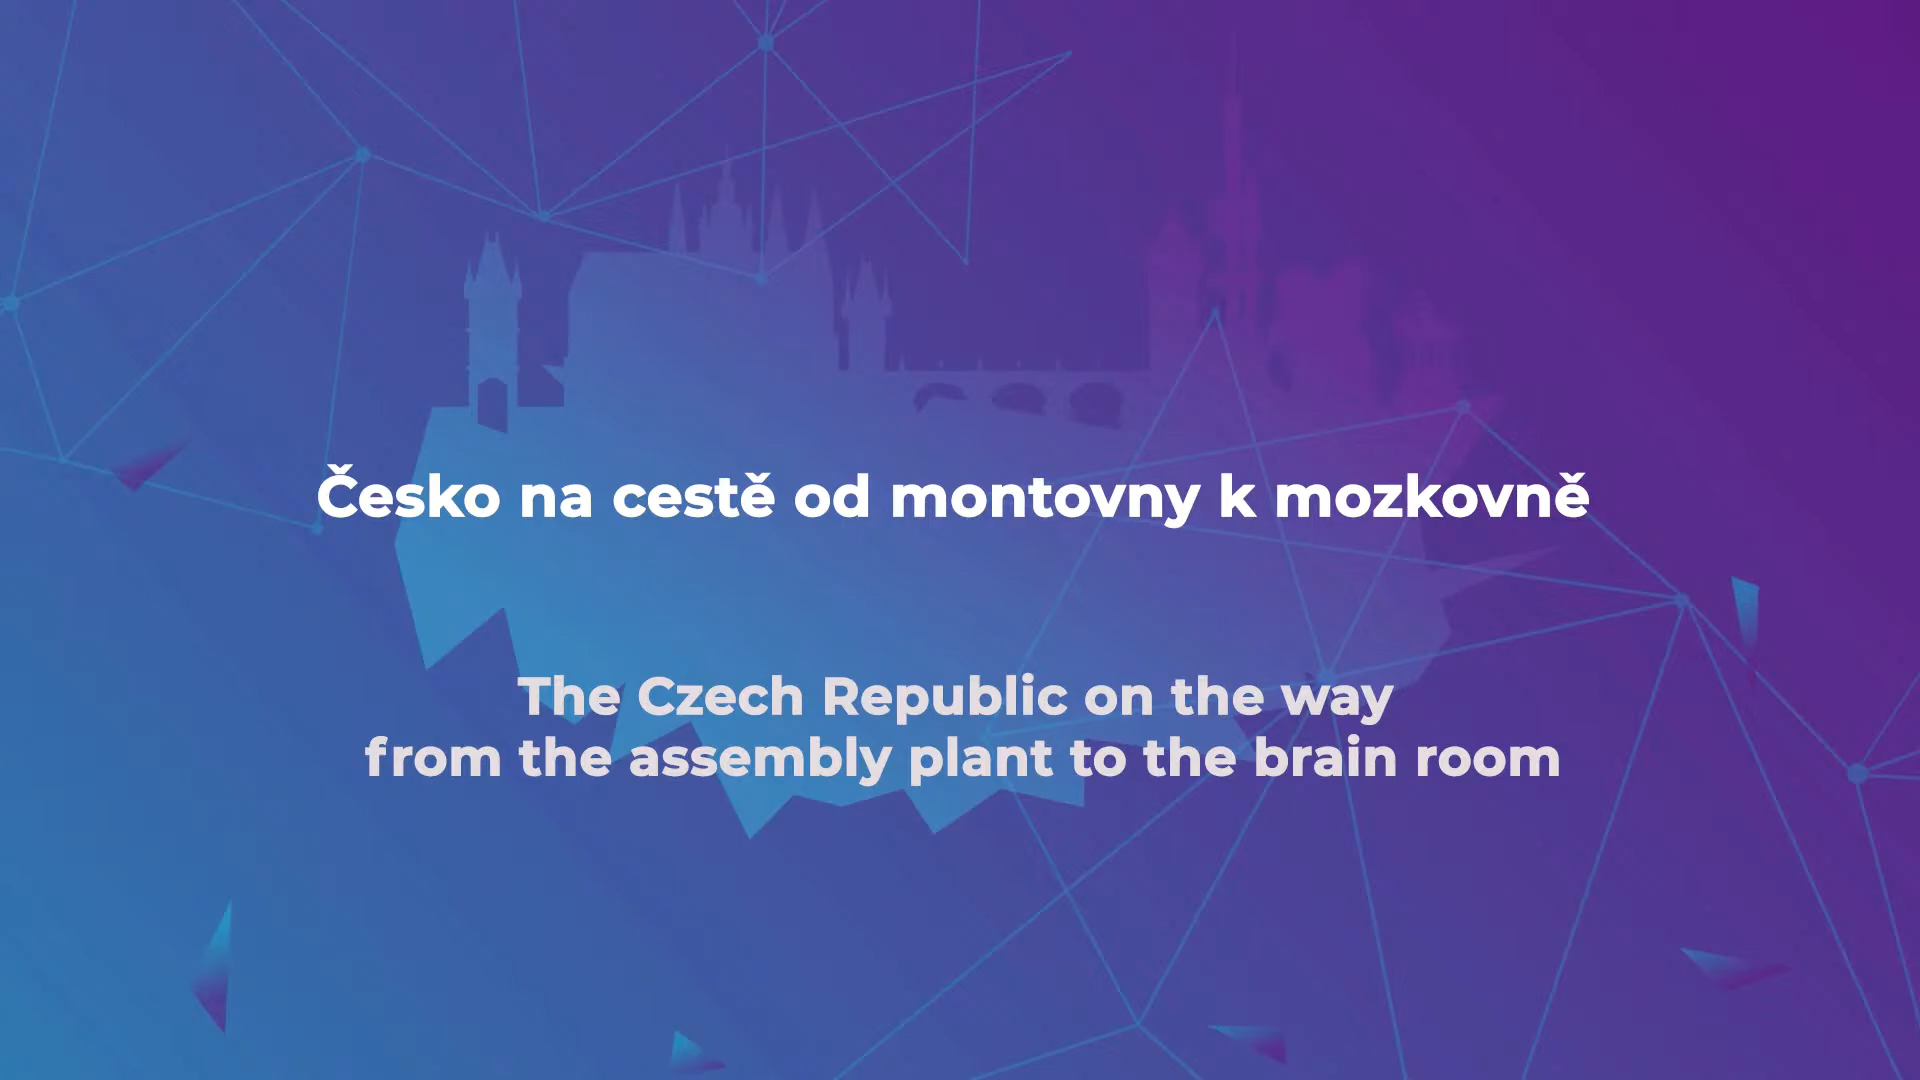 Česko na cestě od montovny k mozkovně
The Czech Republic on the way
from the assembly plant to the brain room